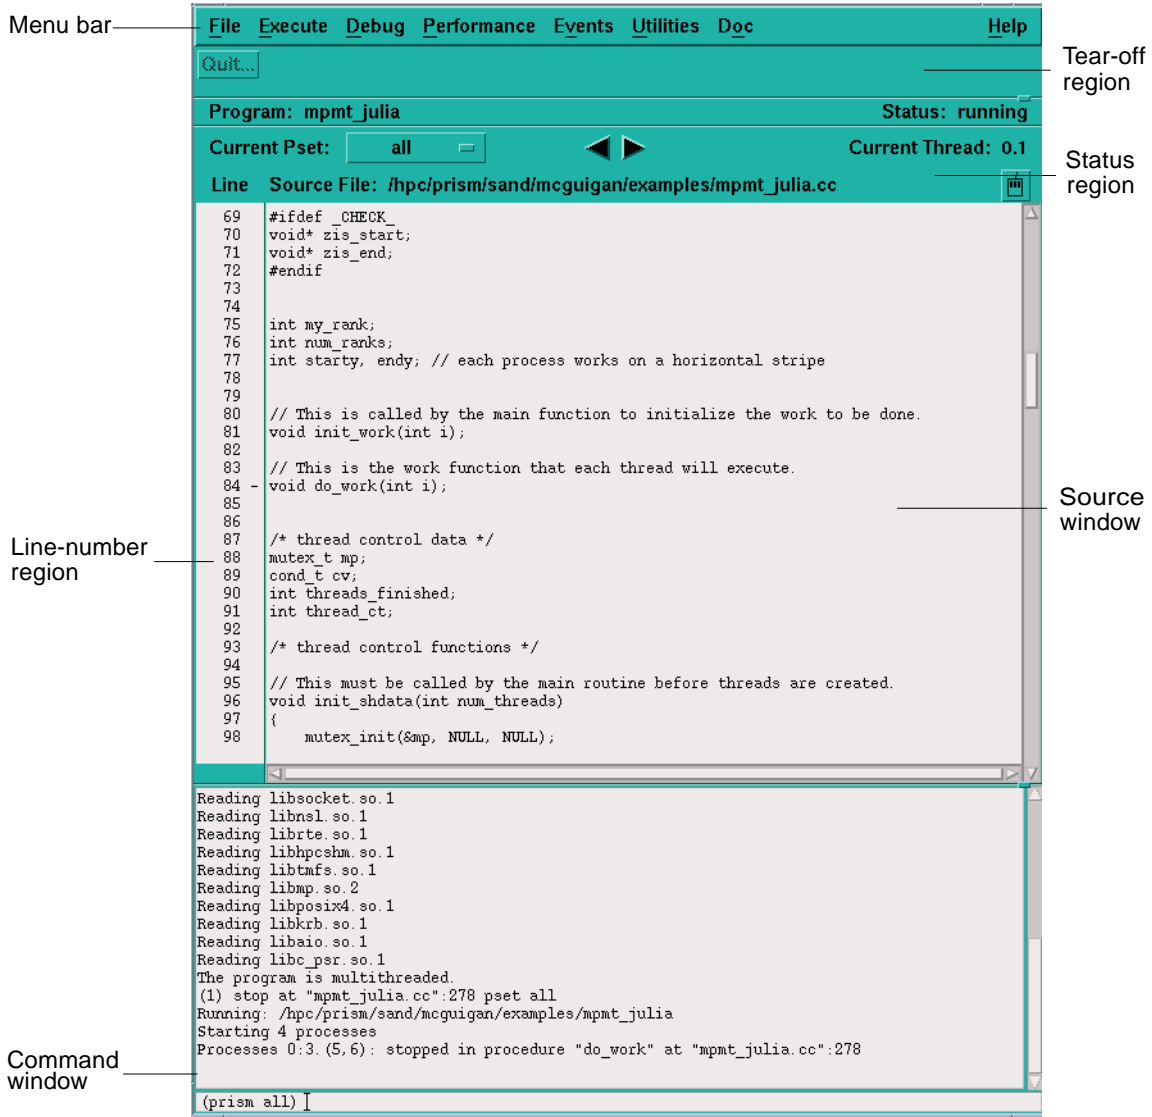 Menu bar
File Execute Debug Performance Events Utilities Doc Help
Quit...
Tear-off
region
Program: mpmt_julia Status: running
Current Pset: all Current Thread: 0.1
Status
region
Line Source File: /hpc/prism/sand/mcguigan/examples/mpmt_julia.cc
69 #ifdef _CHECK_
70 void* zis_start;
71 void* zis_end;
72 #endif
73
74
75 int my_rank;
76 int num_ranks;
77 int starty, endy; // each process works on a horizontal stripe
78
79
80 // This is called by the main function to initialize the work to be done.
81 void init_work(int i);
82
83 // This is the work function that each thread will execute.
84 - void do_work(int i);
85
86
Source
window
87 /* thread control data */
Line-number
region
88 mutex_t mp;
89 cond_t cv;
90 int threads_finished;
91 int thread_ct;
92
93 /* thread control functions */
94
95 // This must be called by the main routine before threads are created.
96 void init_shdata(int num_threads)
97 {
98 mutex_init(&mp, NULL, NULL);
Reading libsocket.so.1
Reading libnsl.so.1
Reading librte.so.1
Reading libhpcshm.so.1
Reading libtmfs.so.1
Reading libmp.so.2
Reading libposix4.so.1
Reading libkrb.so.1
Reading libaio.so.1
Reading libc_psr.so.1
The program is multithreaded.
(1) stop at "mpmt_julia.cc":278 pset all
Running: /hpc/prism/sand/mcguigan/examples/mpmt_julia
Starting 4 processes
Processes 0:3.(5,6): stopped in procedure "do_work" at "mpmt_julia.cc":278
Command
window
(prism all)